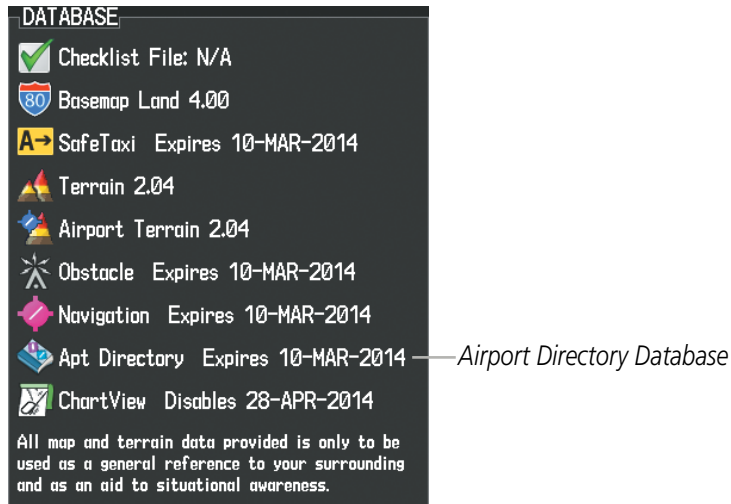 DATABASE
Checklist File: N/A
80 Basemap Land 4.00
A→ SafeTaxi Expires 10-MAR-2014
Terrain 2.04
Airport Terrain 2.04
Obstacle Expires 10-MAR-2014
Navigation Expires 10-MAR-2014
Apt Directory Expires 10-MAR-2014 Airport Directory Database
ChartView Disables 28-APR-2014
All map and terrain data provided is only to be
used as a general reference to your surrounding
and as an aid to situational awareness.